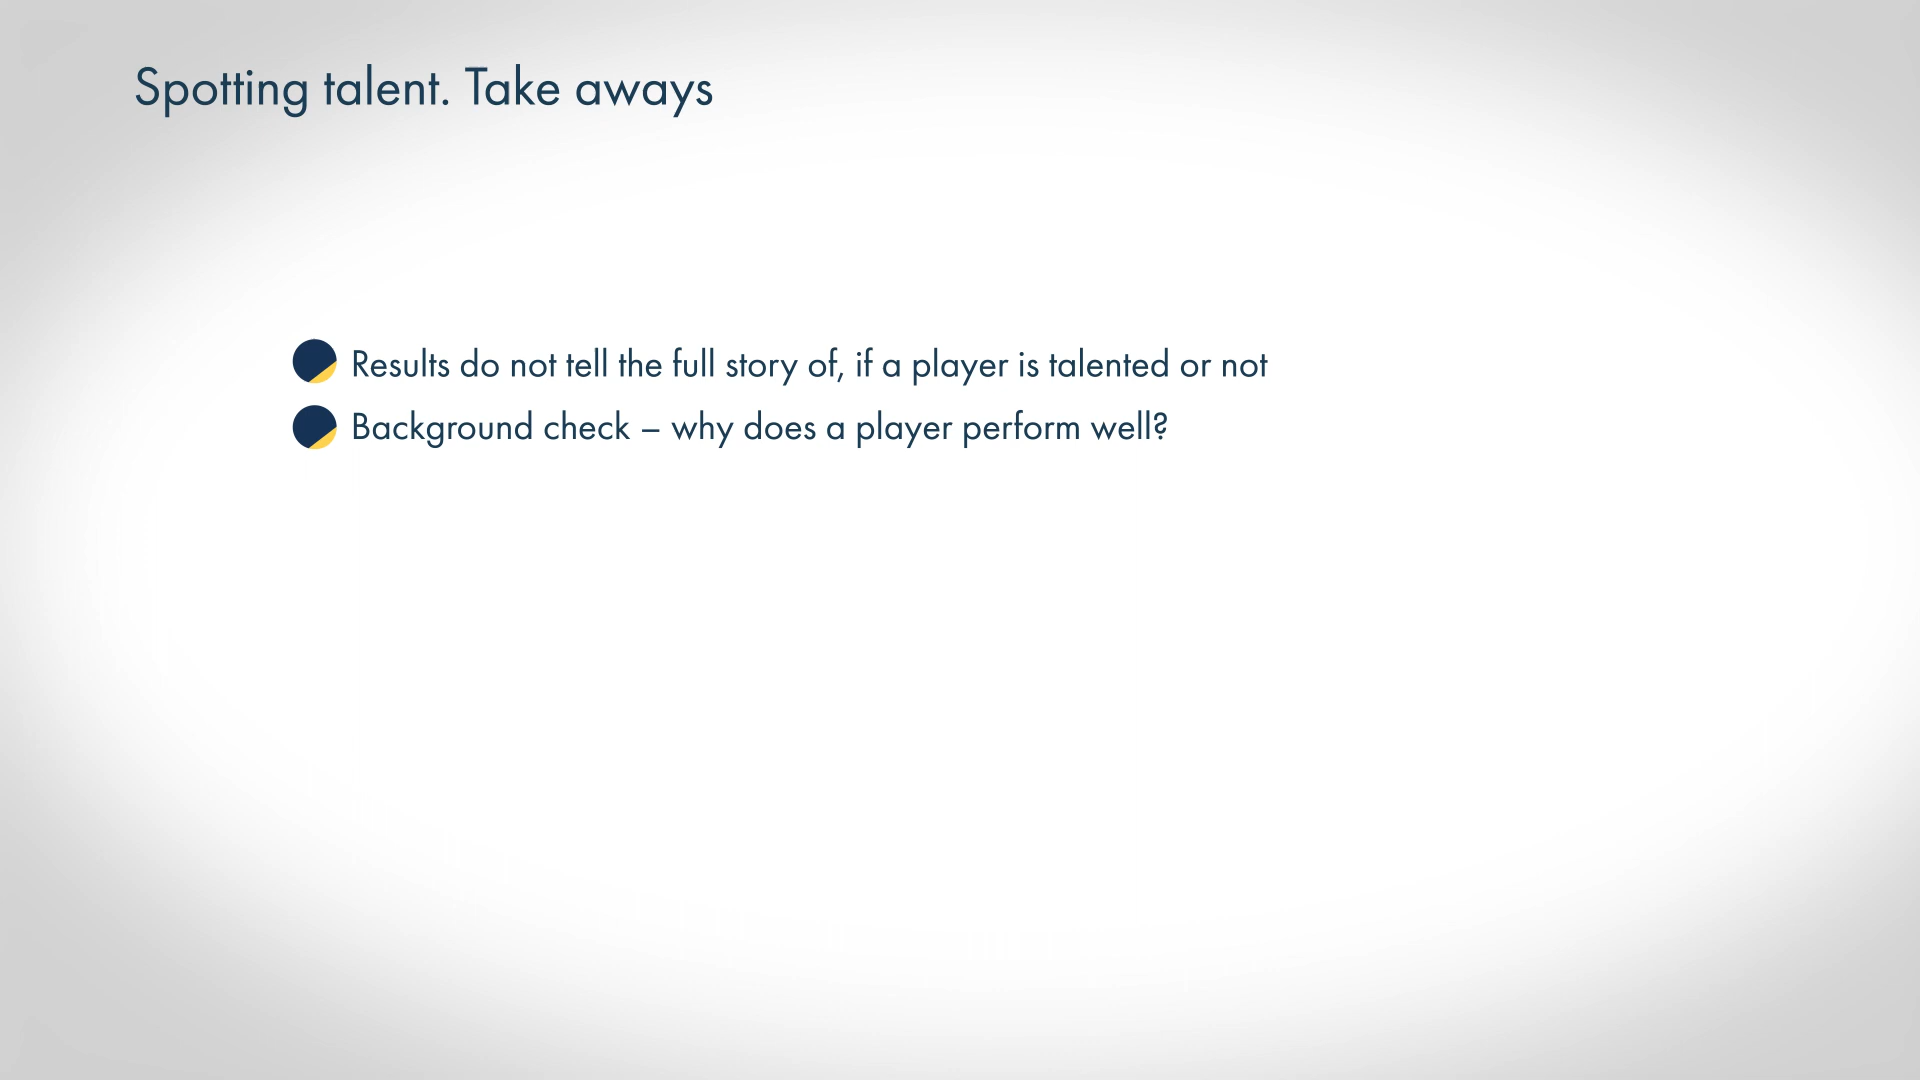 Spotting talent. Take aways
Results do not tell the full story of, if a player is talented or not
Background check – why does a player perform well?